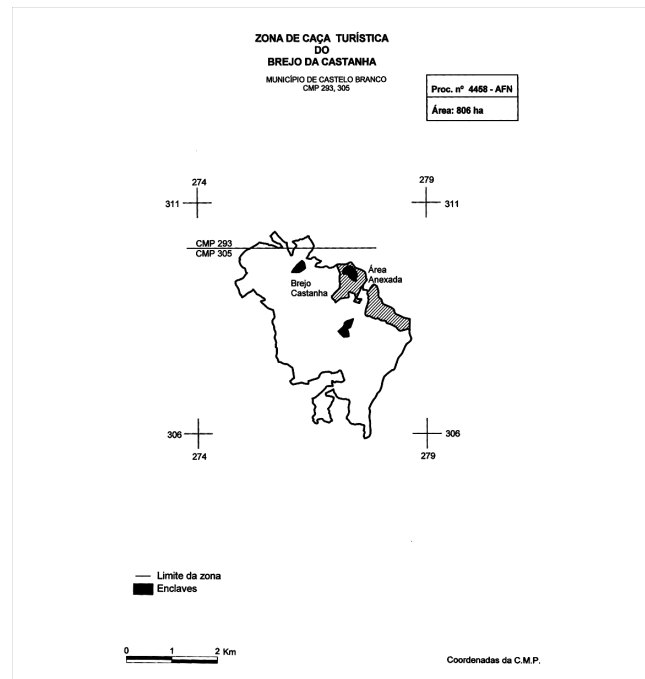 ZONA DE CAÇA TURÍSTICA
DO
BREJO DA CASTANHA
MUNICÍPIO DE CASTELO BRANCO
CMP 293, 305
Proc. nº 4458 - AFN
Área: 806 ha
274
279
311
311
CMP 293
CMP 305
Brejo
Castanha
Área
Anexada
306
306
274
279
Limite da zona
Enclaves
0 1 2 Km
Coordenadas da C.M.P.